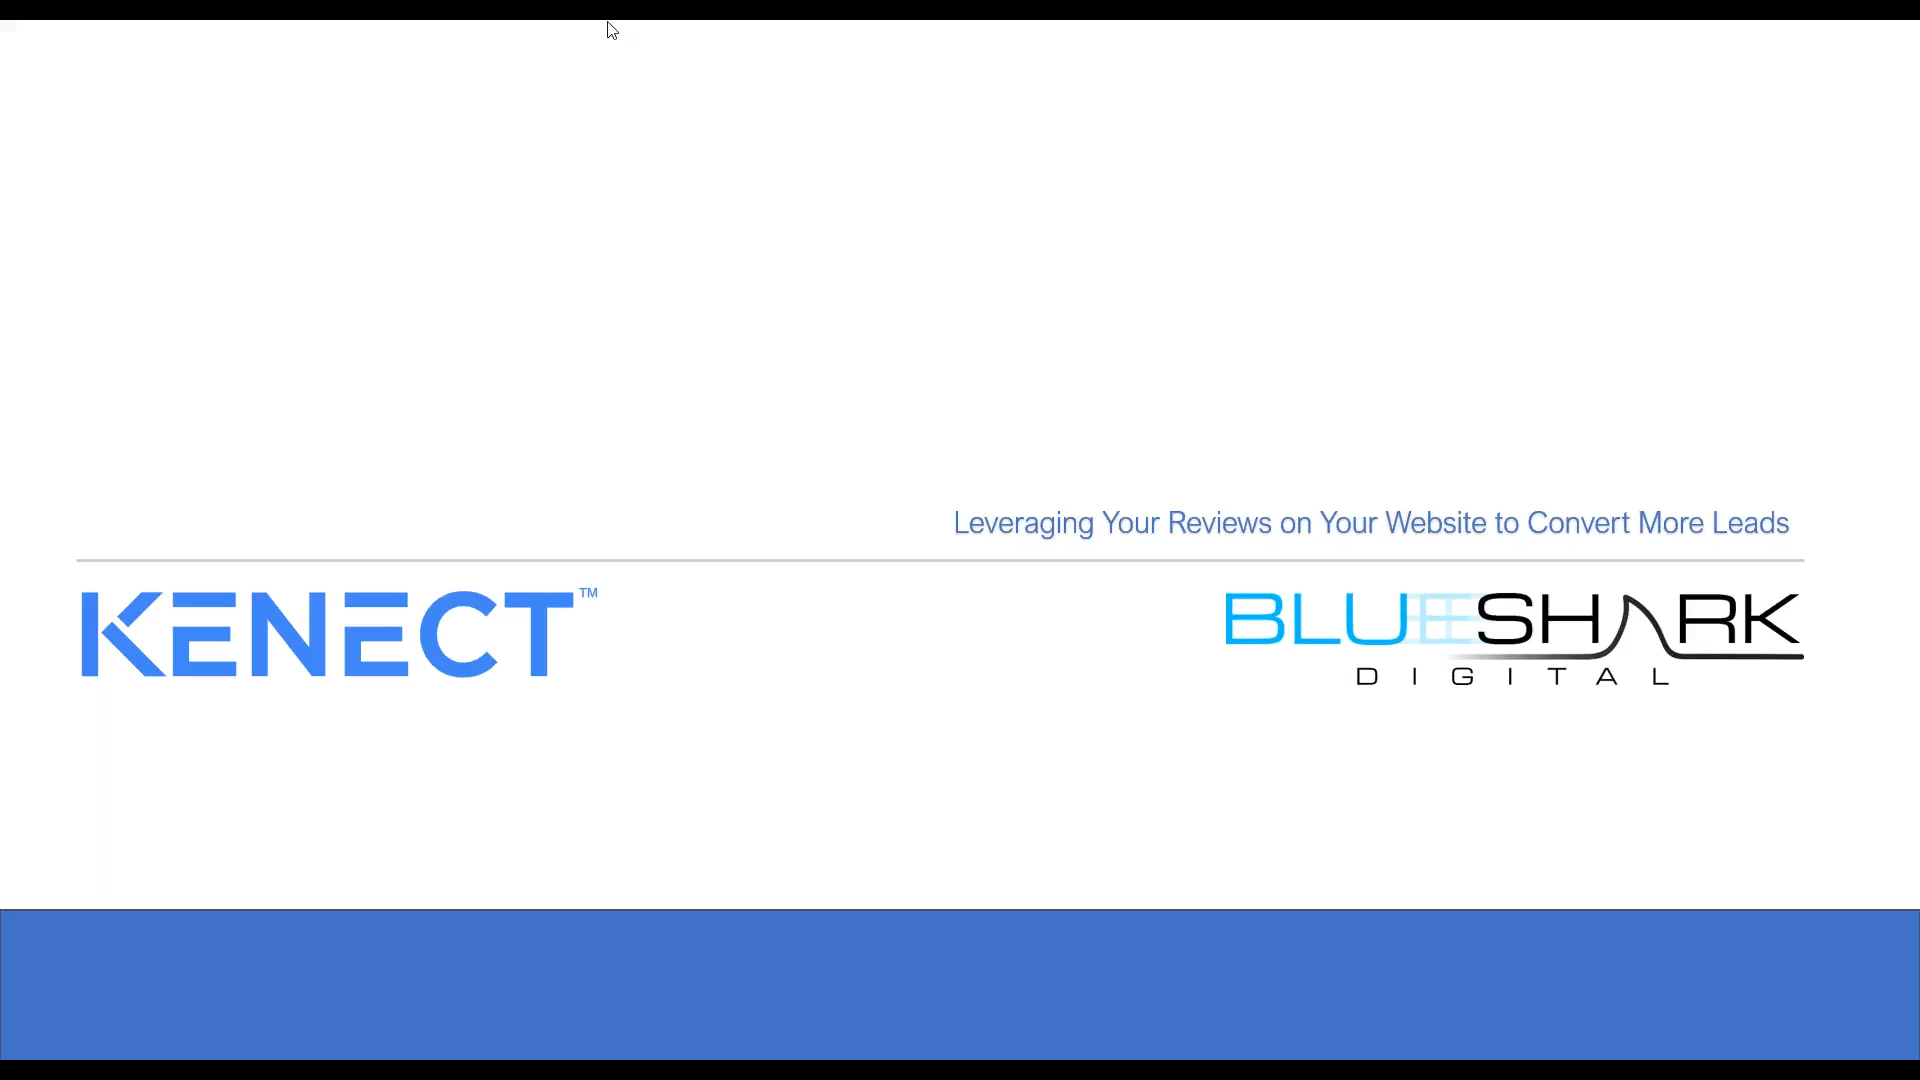 Leveraging Your Reviews on Your Website to Convert More Leads
KENECT™
BLUESHARK
DIGITAL